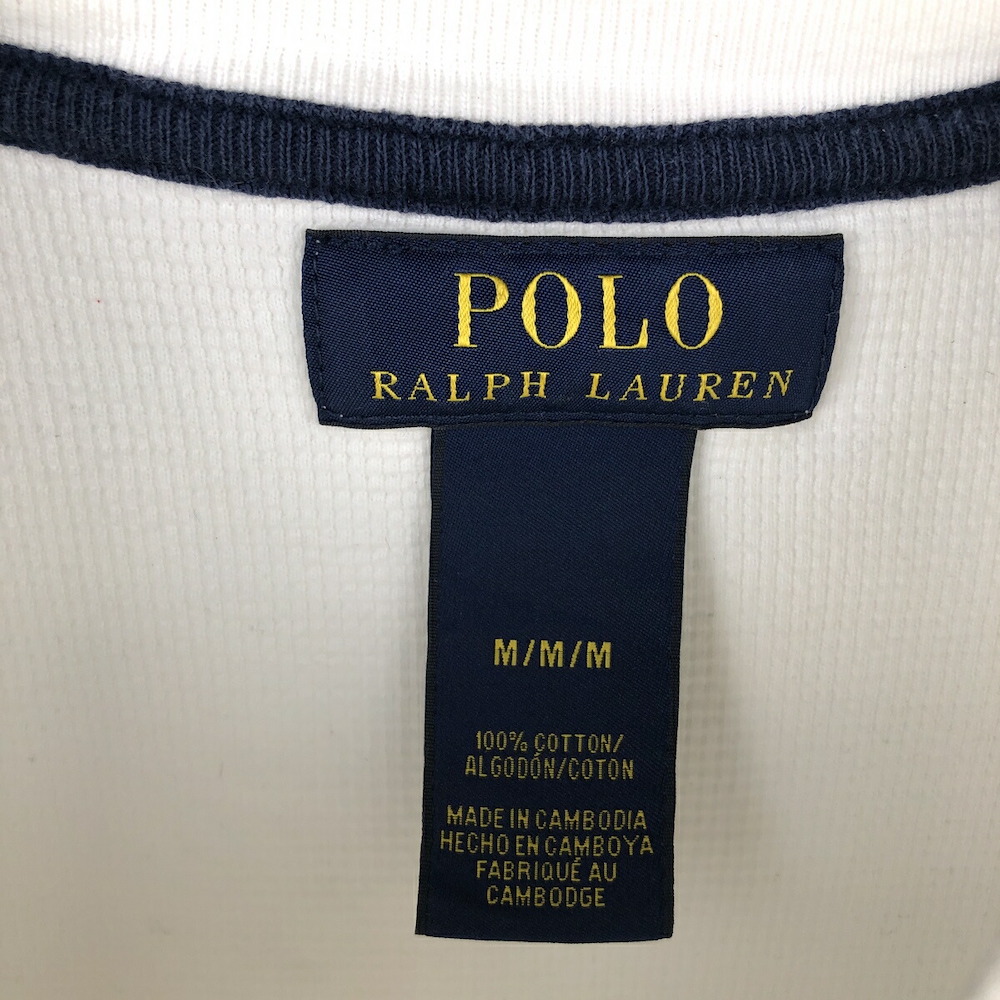 POLO
RALPH LAUREN
M/M/M
100% COTTON/
ALGODÓN/COTON
MADE IN CAMBODIA
HECHO EN CAMBOYA
FABRIQUÉ AU
CAMBODGE